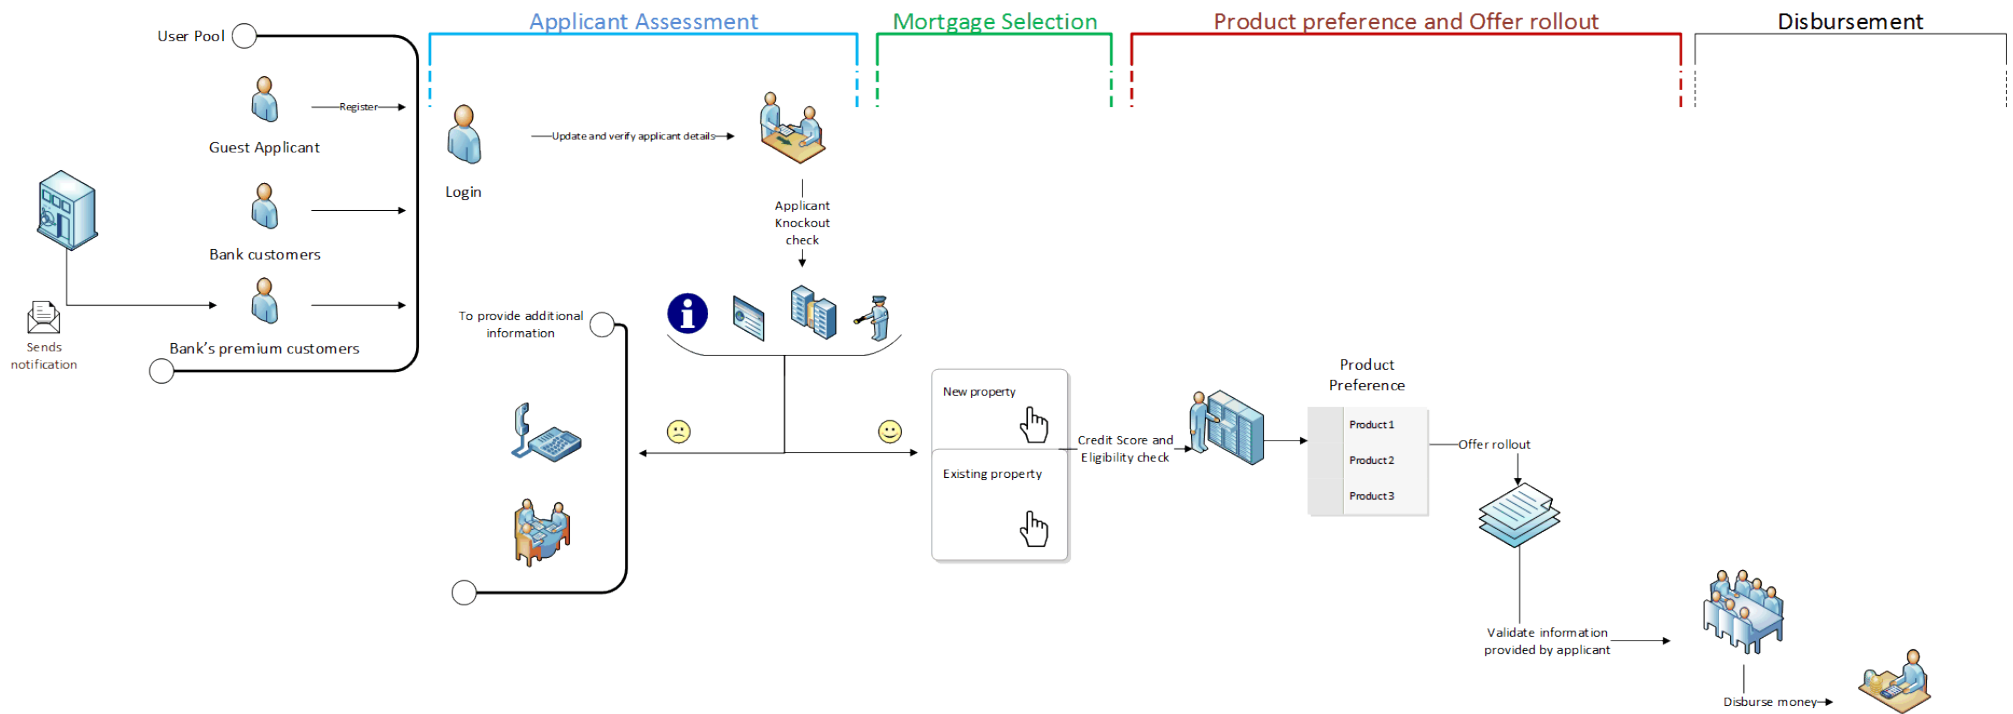 Applicant Assessment
Mortgage Selection
Product preference and Offer rollout
Disbursement
User Pool
Register
Guest Applicant
Bank customers
Bank's premium customers
Sends
notification
Login
Update and verify applicant details
Applicant
Knockout
check
To provide additional
information
New property
Existing property
Credit Score and
Eligibility check
Product
Preference
Product 1
Product 2
Product 3
Offer rollout
Validate information
provided by applicant
Disburse money